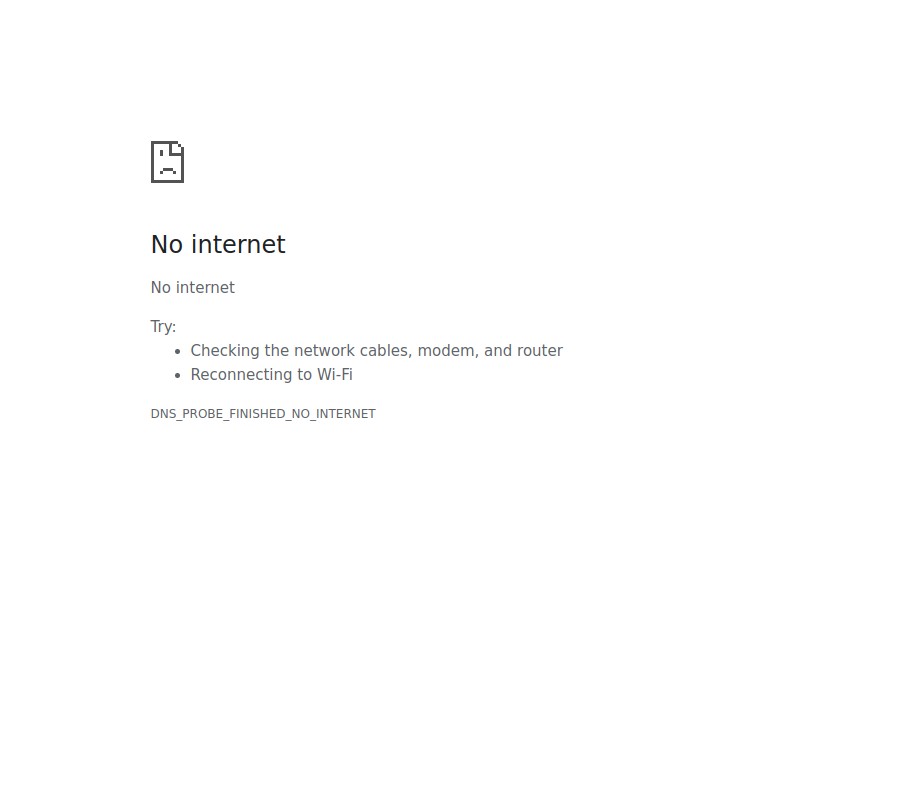 No internet
No internet
Try:
Checking the network cables, modem, and router
Reconnecting to Wi-Fi
DNS_PROBE_FINISHED_NO_INTERNET